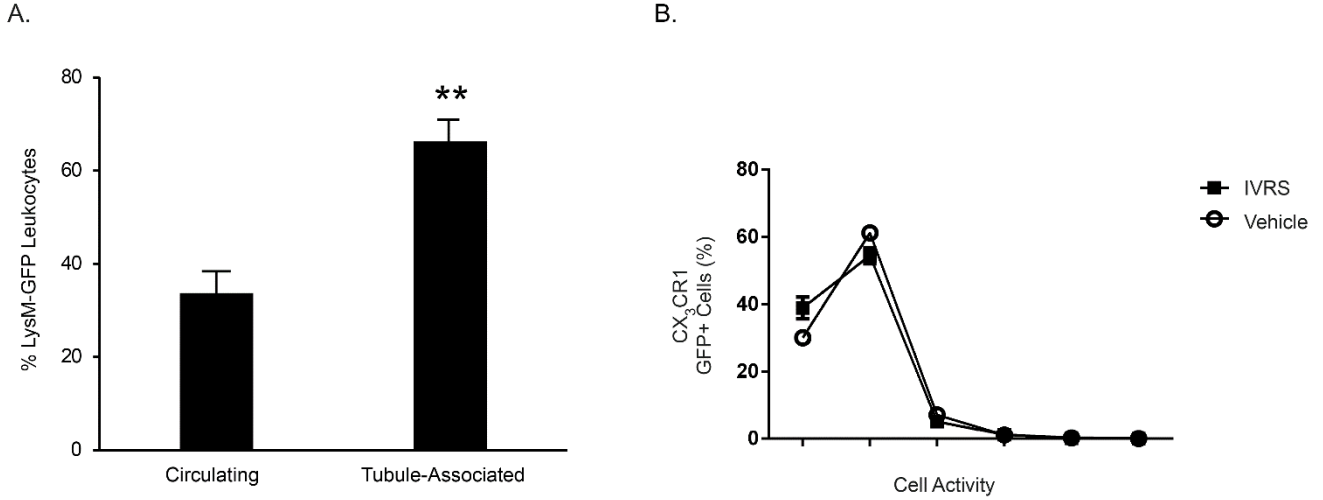 A.
80
60
40
20
0
% LysM-GFP Leukocytes
**
Circulating
Tubule-Associated
B.
80
60
40
20
0
CX3CR1
GFP+ Cells (%)
Cell Activity
IVRS
Vehicle